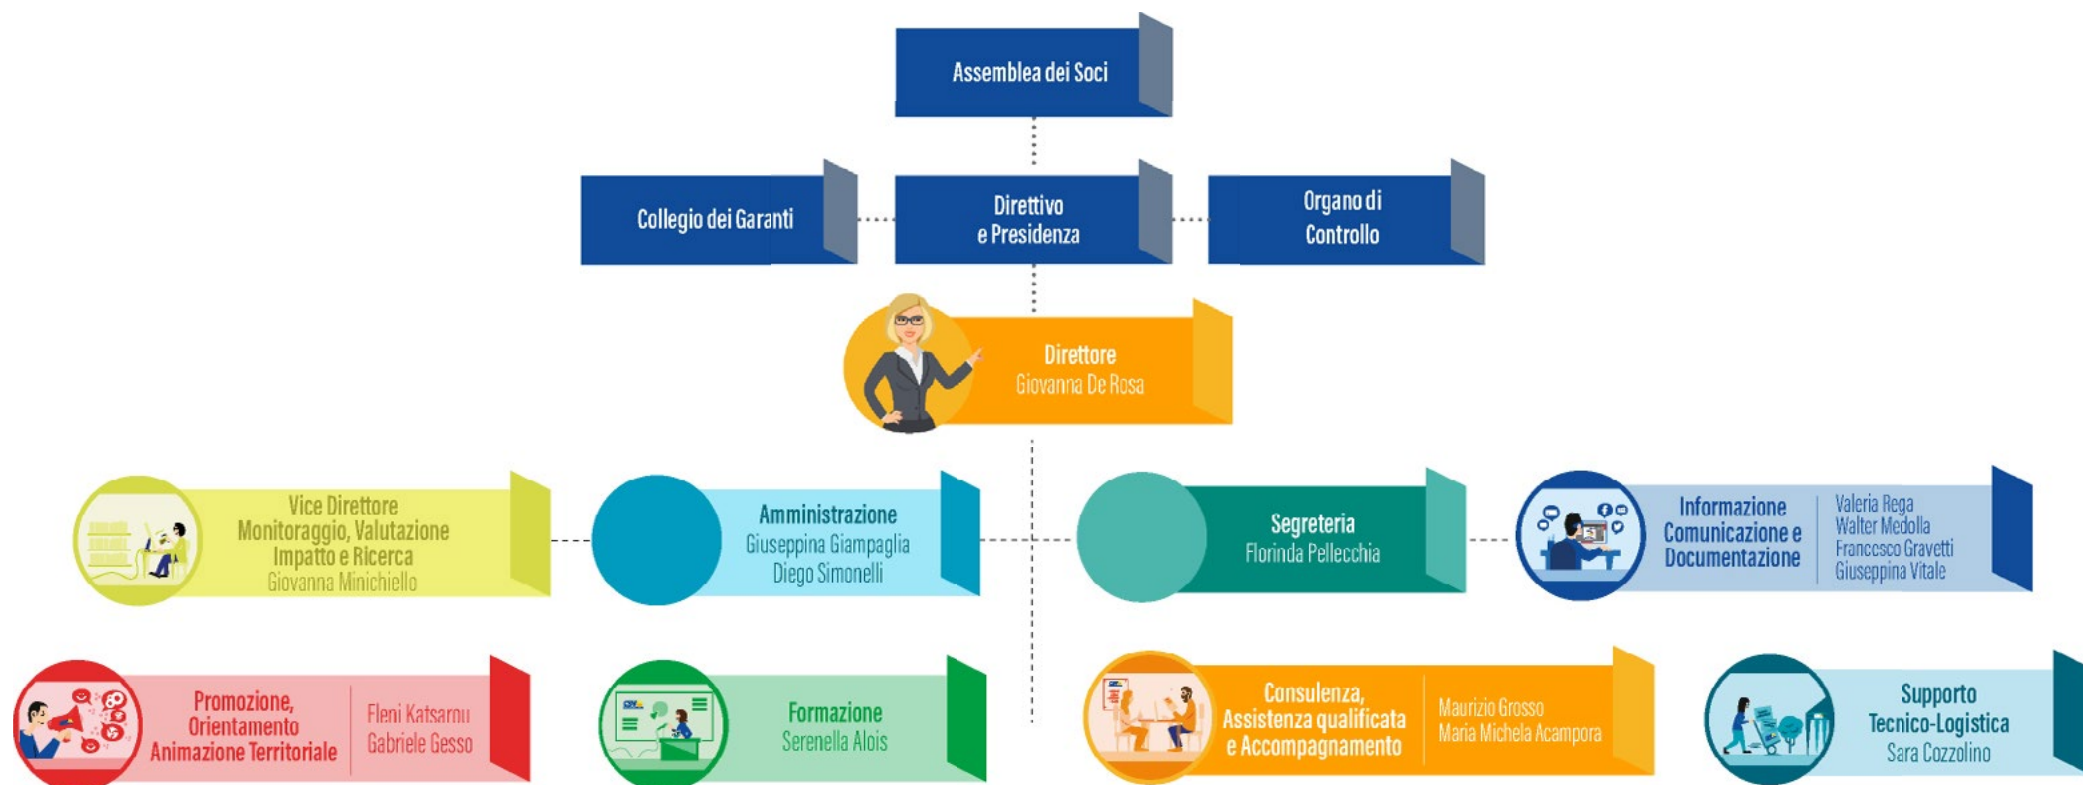 Assemblea dei Soci
Collegio dei Garanti
Direttivo
e Presidenza
Organo di
Controllo
Direttore
Giovanna De Rosa
Vice Direttore
Monitoraggio, Valutazione
Impatto e Ricerca
Giovanna Minichiello
Amministrazione
Giuseppina Giampaglia
Diego Simonelli
Segreteria
Florinda Pellecchia
Informazione
Comunicazione e
Documentazione
Valeria Rega
Walter Medolla
Francesco Gravetti
Giuseppina Vitale
Promozione,
Orientamento
Animazione Territoriale
Eleni Katsarou
Gabriele Gesso
Formazione
Serenella Alois
Consulenza,
Assistenza qualificata
e Accompagnamento
Maurizio Grosso
Maria Michela Acampora
Supporto
Tecnico-Logistica
Sara Cozzolino